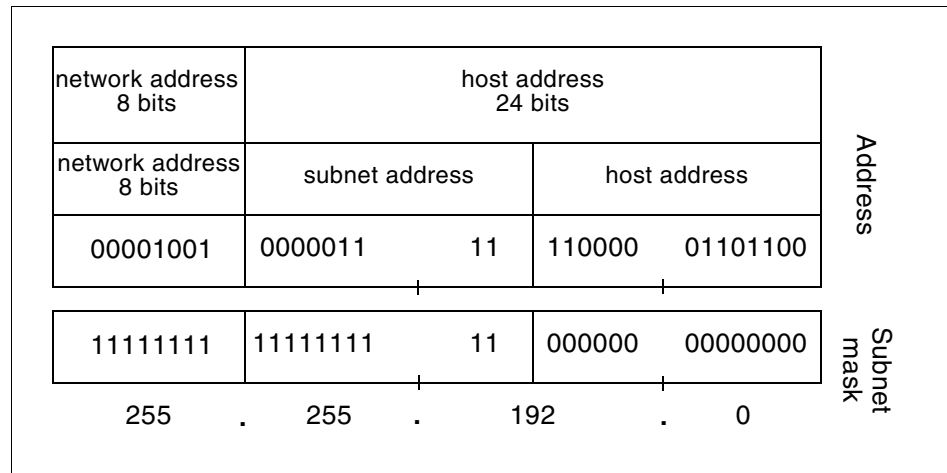 network address
8 bits
host address
24 bits
network address
8 bits
subnet address
host address
00001001 0000011 11 110000 01101100
11111111 11111111 11 000000 00000000
255 . 255 . 192 . 0
Address
Subnet
mask